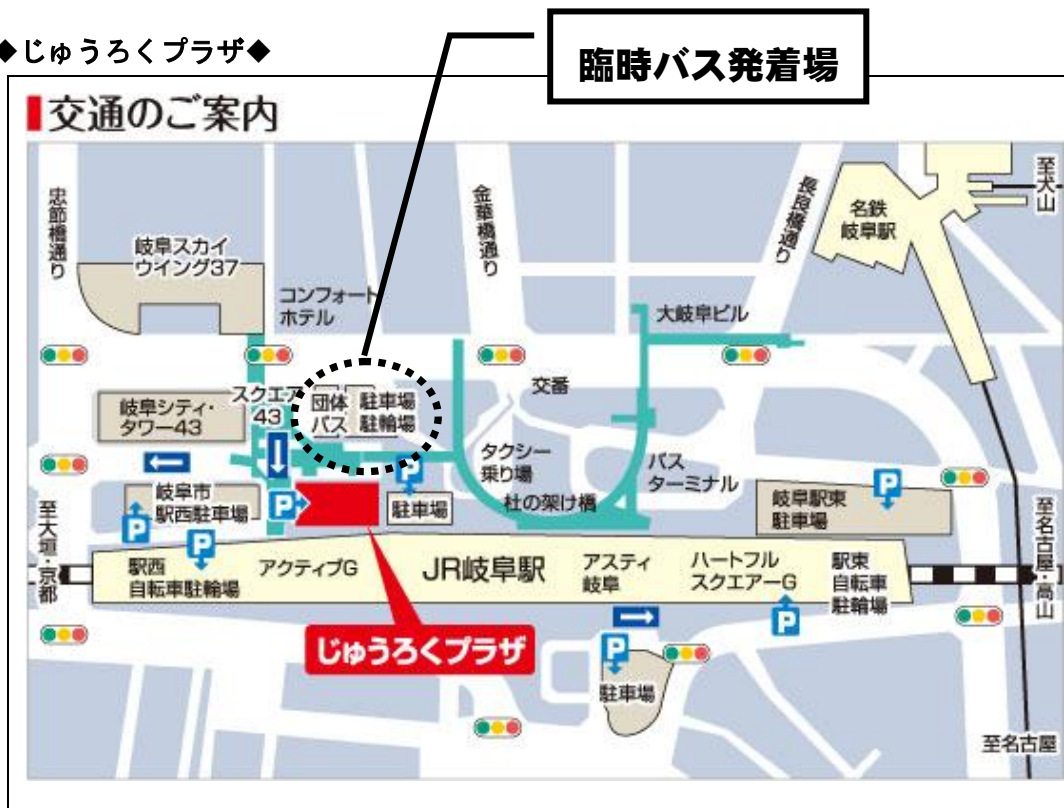 ◆じゅうろくプラザ◆
臨時バス発着場
交通のご案内
忠節橋通り
岐阜スカイ
ウイング37
コンフォート
ホテル
金華橋通り
長良橋通り
名鉄
岐阜駅
至犬山
大岐阜ビル
岐阜シティ・
タワー43
スクエア
43
団体
バス
駐車場
駐輪場
交番
タクシー
乗り場
バス
ターミナル
杜の架け橋
P
駐車場
P
岐阜駅東
駐車場
P
岐阜市
駅西駐車場
P
P
至大垣・京都
駅西
自転車駐輪場
アクティブG
JR岐阜駅
アスティ
岐阜
ハートフル
スクエアーG
駅東
自転車
駐輪場
P
至名古屋・高山
じゅうろくプラザ
P
駐車場
至名古屋